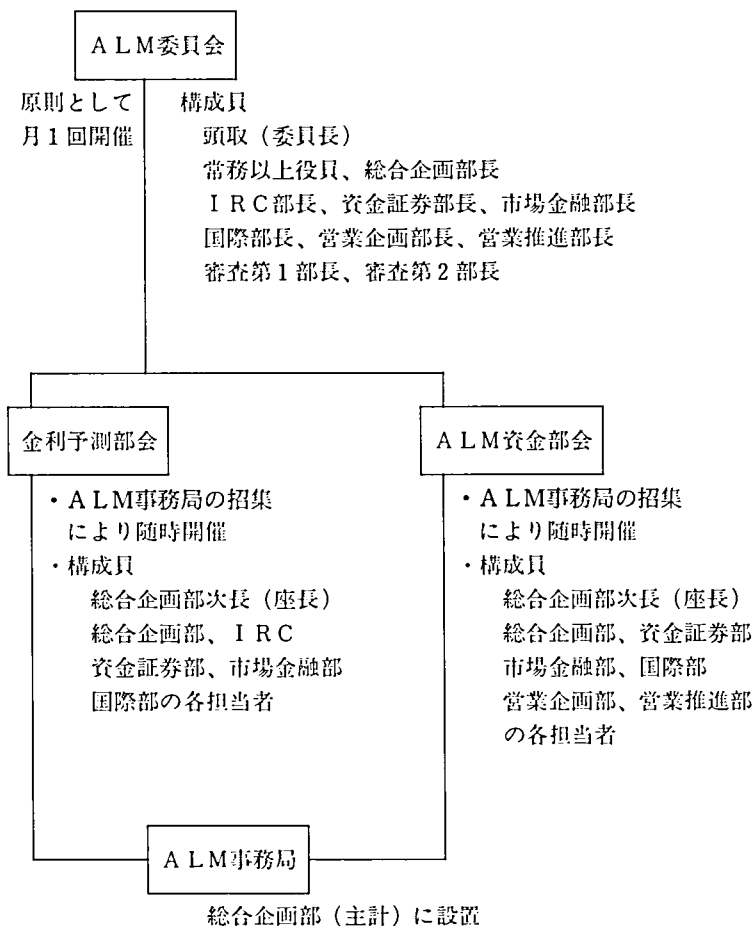 ALM委員会
原則として
月1回開催
構成員
頭取（委員長）
常務以上役員、総合企画部長
IRC部長、資金証券部長、市場金融部長
国際部長、営業企画部長、営業推進部長
審査第1部長、審査第2部長
金利予測部会
・ALM事務局の招集
により随時開催
・構成員
総合企画部次長（座長）
総合企画部、IRC
資金証券部、市場金融部
国際部の各担当者
ALM資金部会
・ALM事務局の招集
により随時開催
・構成員
総合企画部次長（座長）
総合企画部、資金証券部
市場金融部、国際部
営業企画部、営業推進部
の各担当者
ALM事務局
総合企画部（主計）に設置